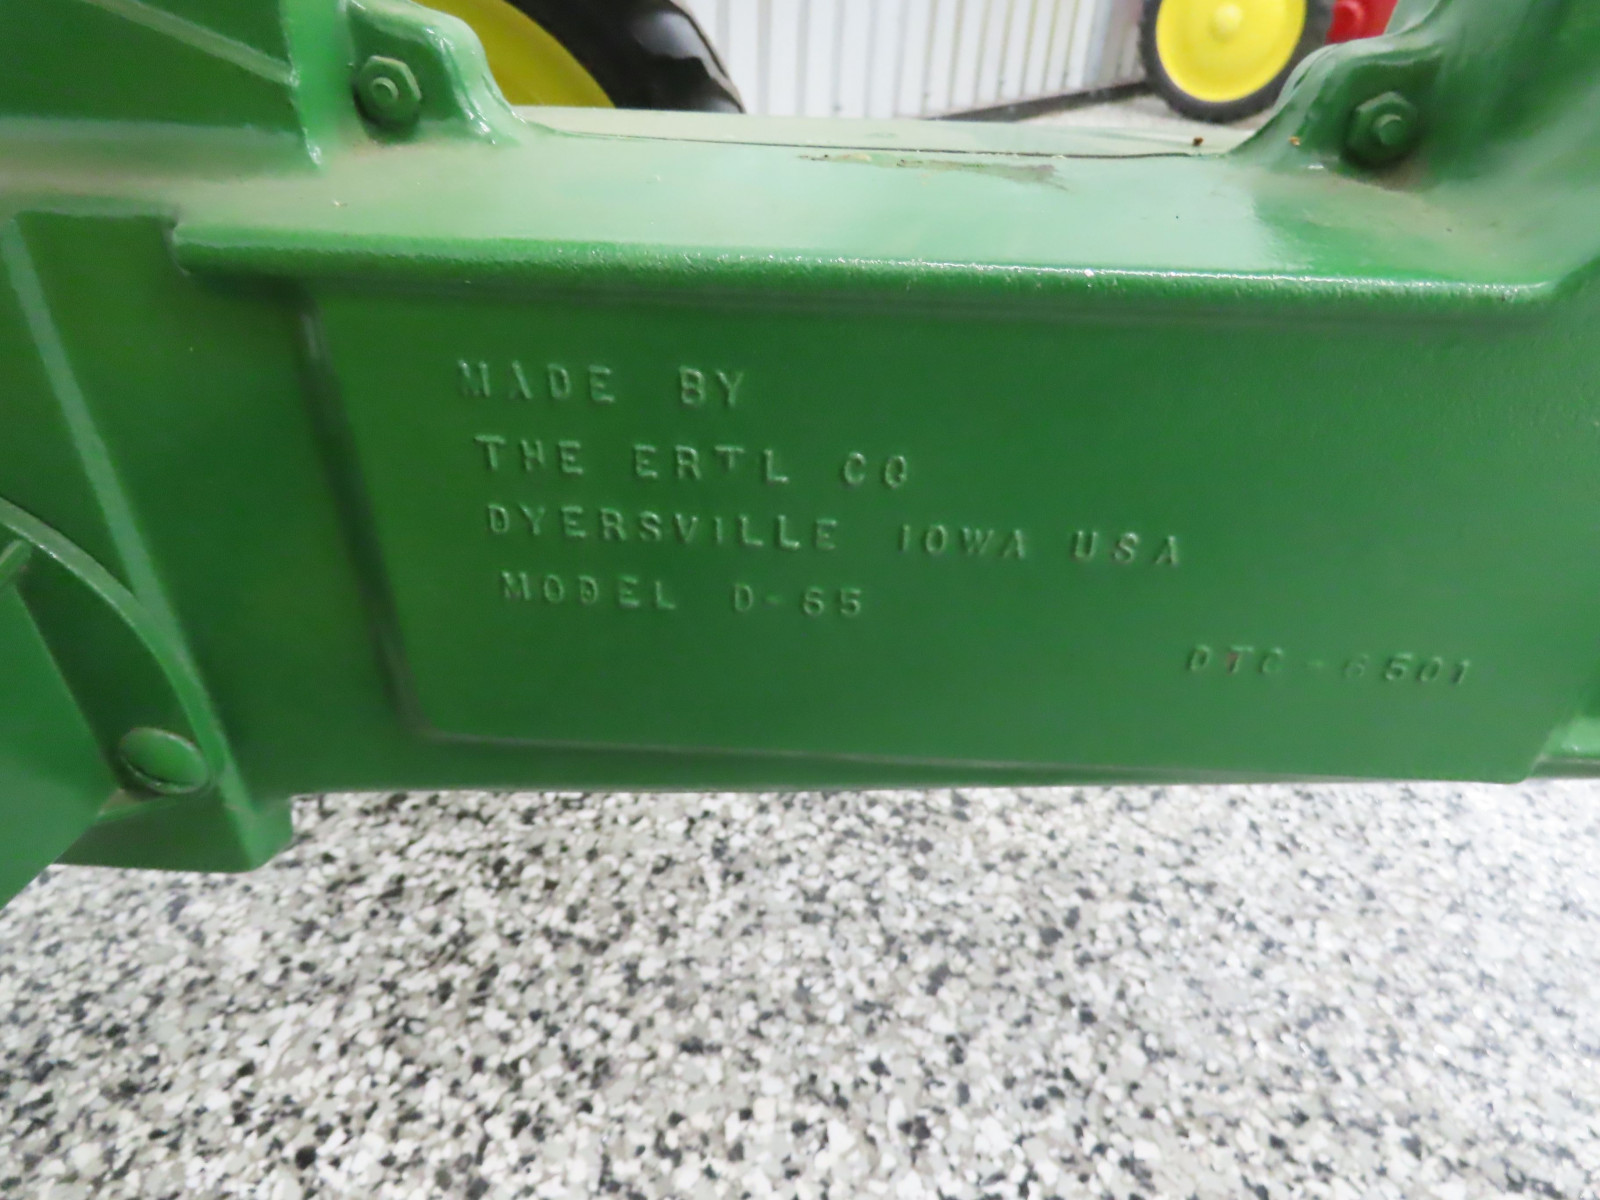 MADE BY
THE ERTL CO
DYERSVILLE IOWA USA
MODEL D-65
DTC-6501